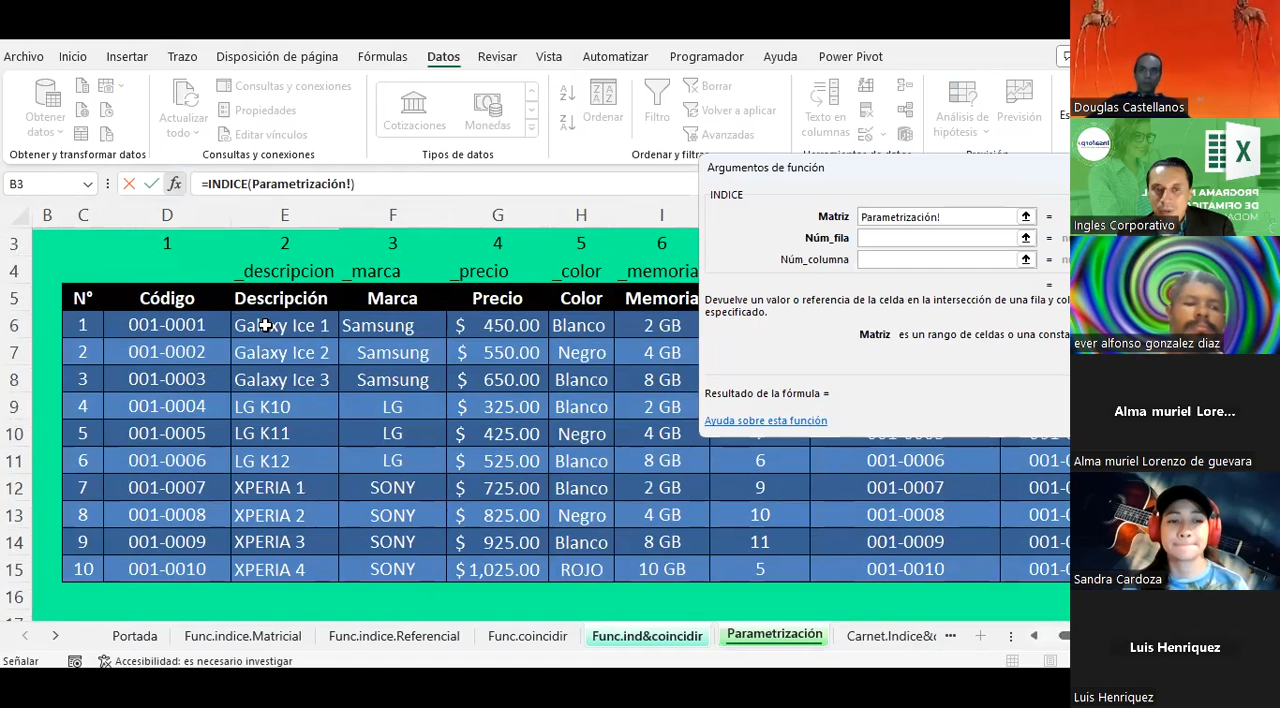 Archivo Inicio Insertar Trazo Disposición de página Fórmulas Datos Revisar Vista Automatizar Programador Ayuda Power Pivot
Obtener datos
Actualizar todo
Consultas y conexiones
Propiedades
Editar vínculos
Cotizaciones
Monedas
Ordenar
Filtro
Borrar
Volver a aplicar
Avanzadas
Texto en columnas
Análisis de hipótesis
Previsión
Obtener y transformar datos Consultas y conexiones Tipos de datos Ordenar y filtrar
B3 fx =INDICE(Parametrización!)
B C D E F G H I
3 1 2 3 4 5 6
4 _descripcion _marca _precio _color _memoria
5 N° Código Descripción Marca Precio Color Memoria
6 1 001-0001 Galaxy Ice 1 Samsung $ 450.00 Blanco 2 GB
7 2 001-0002 Galaxy Ice 2 Samsung $ 550.00 Negro 4 GB
8 3 001-0003 Galaxy Ice 3 Samsung $ 650.00 Blanco 8 GB
9 4 001-0004 LG K10 LG $ 325.00 Blanco 2 GB
10 5 001-0005 LG K11 LG $ 425.00 Negro 4 GB
11 6 001-0006 LG K12 LG $ 525.00 Blanco 8 GB 6 001-0006 001-
12 7 001-0007 XPERIA 1 SONY $ 725.00 Blanco 2 GB 9 001-0007 001-
13 8 001-0008 XPERIA 2 SONY $ 825.00 Negro 4 GB 10 001-0008 001-
14 9 001-0009 XPERIA 3 SONY $ 925.00 Blanco 8 GB 11 001-0009 001-
15 10 001-0010 XPERIA 4 SONY $ 1,025.00 ROJO 10 GB 5 001-0010 001-
16
Argumentos de función
INDICE
Matriz Parametrización! =
Núm_fila =
Núm_columna =
=
Devuelve un valor o referencia de la celda en la intersección de una fila y col
especificado.
Matriz es un rango de celdas o una consta
Resultado de la fórmula =
Ayuda sobre esta función
Portada Func.indice.Matricial Func.indice.Referencial Func.coincidir Func.ind&coincidir Parametrización Carnet.Indice&c
Señalar Accesibilidad: es necesario investigar
Douglas Castellanos
Ingles Corporativo
ever alfonso gonzalez diaz
Alma muriel Lore...
Alma muriel Lorenzo de guevara
Sandra Cardoza
Luis Henriquez
Luis Henriquez